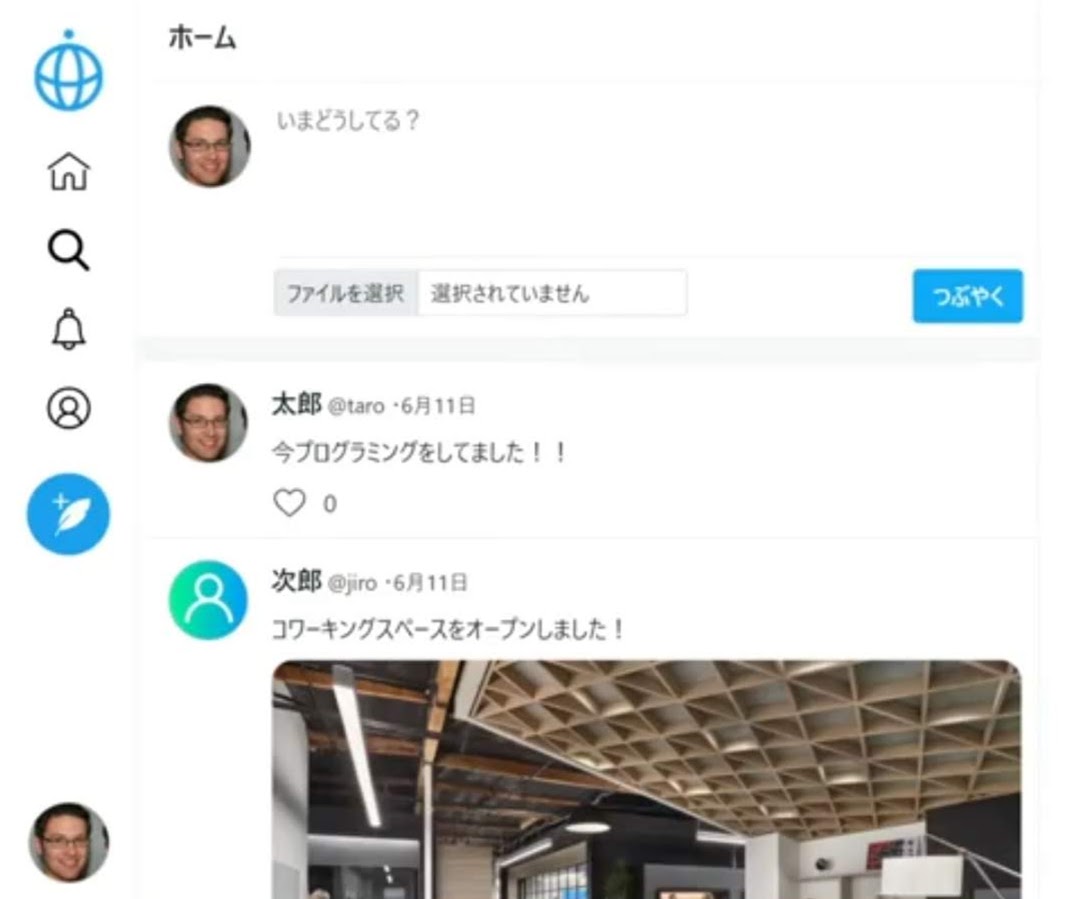 ホーム
いまどうしてる？
ファイルを選択 選択されていません
つぶやく
太郎 @taro ･6月11日
今プログラミングをしてました！！
0
次郎 @jiro ･6月11日
コワーキングスペースをオープンしました！